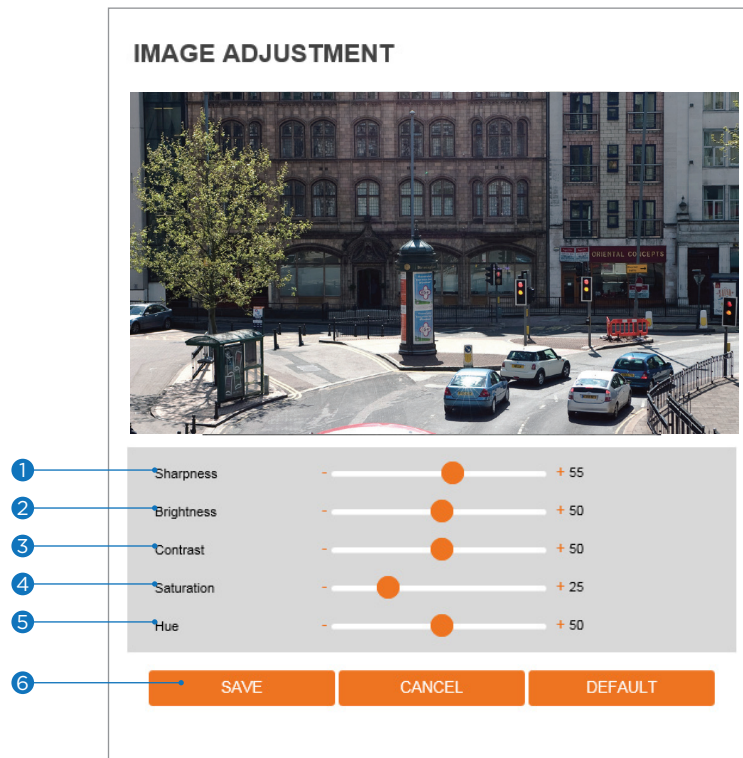 IMAGE ADJUSTMENT
ORIENTAL CONCEPTS
1 Sharpness - + 55
2 Brightness - + 50
3 Contrast - + 50
4 Saturation - + 25
5 Hue - + 50
6 SAVE CANCEL DEFAULT